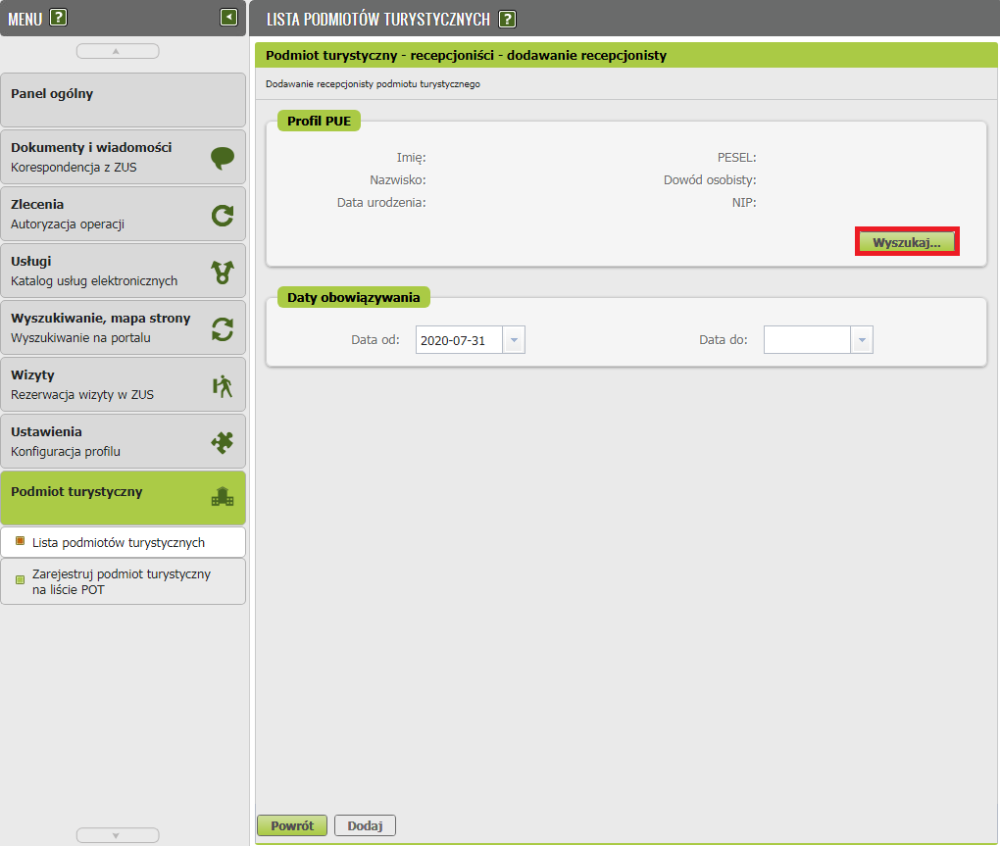 MENU ?
Panel ogólny
Dokumenty i wiadomości
Korespondencja z ZUS
Zlecenia
Autoryzacja operacji
Usługi
Katalog usług elektronicznych
Wyszukiwanie, mapa strony
Wyszukiwanie na portalu
Wizyty
Rezerwacja wizyty w ZUS
Ustawienia
Konfiguracja profilu
Podmiot turystyczny
Lista podmiotów turystycznych
Zarejestruj podmiot turystyczny
na liście POT
LISTA PODMIOTÓW TURYSTYCZNYCH ?
Podmiot turystyczny - recepcjoniści - dodawanie recepcjonisty
Dodawanie recepcjonisty podmiotu turystycznego
Profil PUE
Imię: PESEL:
Nazwisko: Dowód osobisty:
Data urodzenia: NIP:
Wyszukaj...
Daty obowiązywania
Data od: 2020-07-31 Data do:
Powrót Dodaj